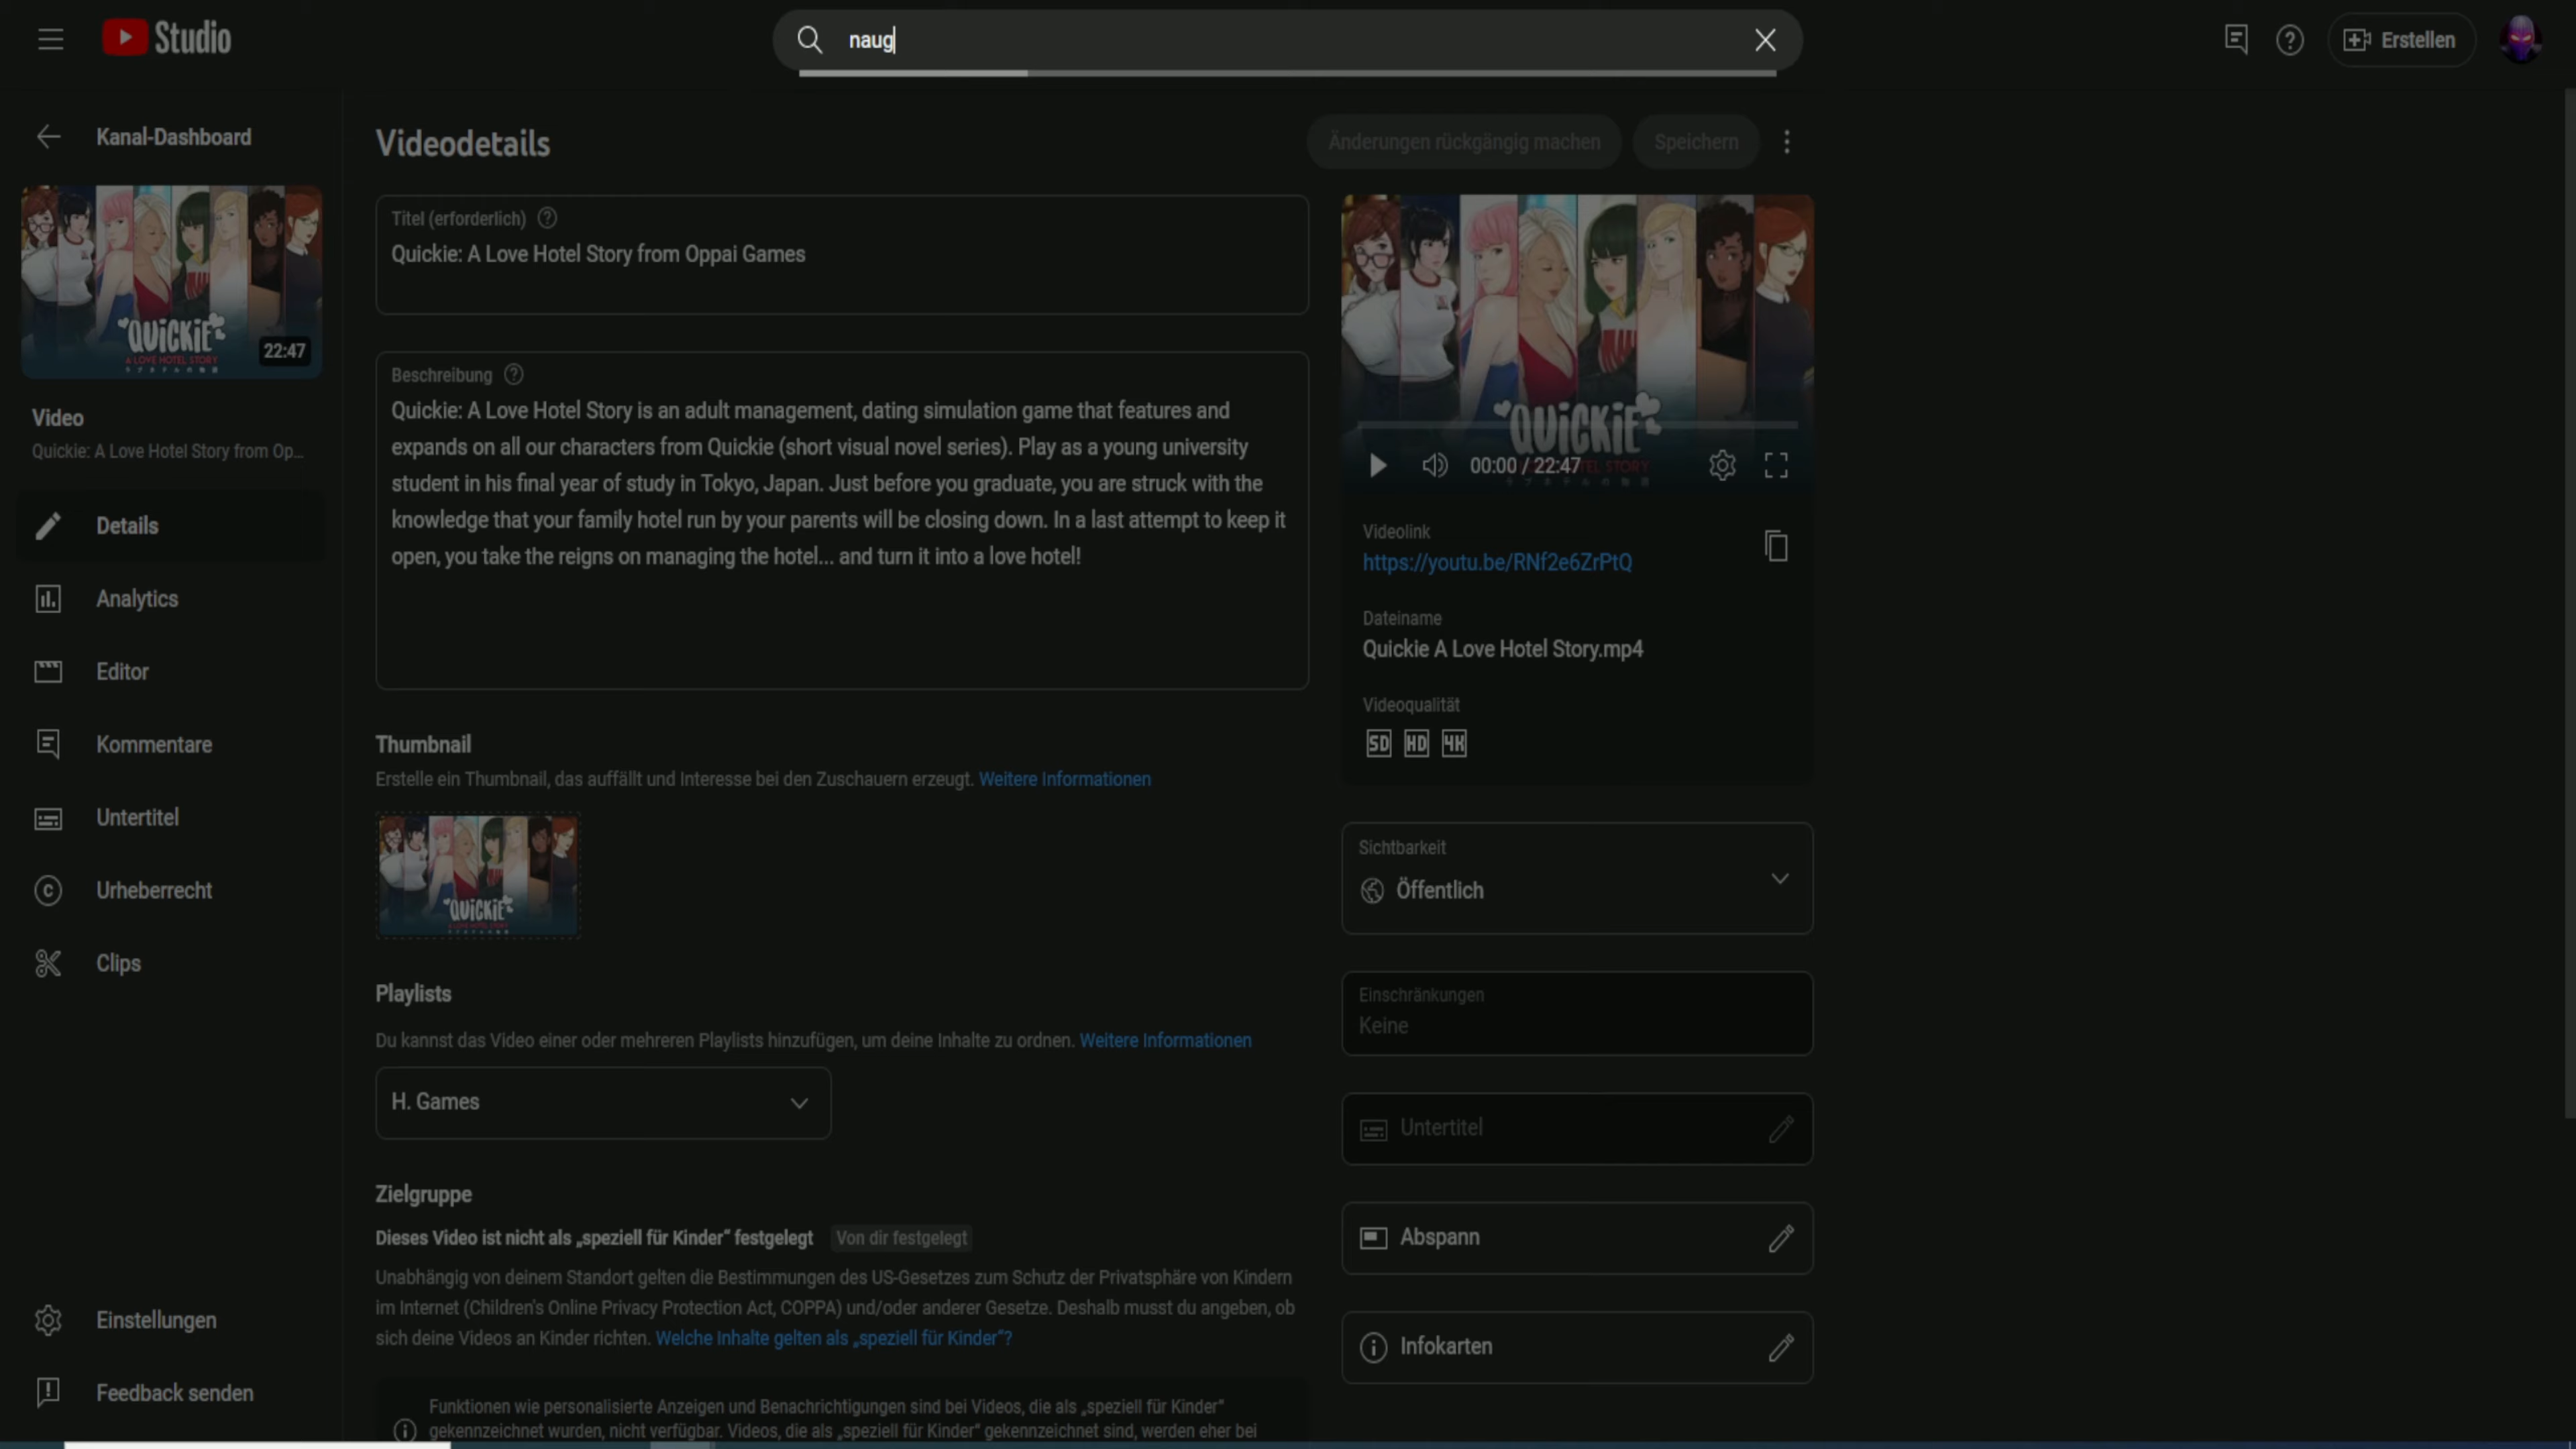 Studio
naug
Erstellen
Kanal-Dashboard
QUiCKiE
A LOVE HOTEL STORY
22:47
Video
Quickie: A Love Hotel Story from Op...
Details
Analytics
Editor
Kommentare
Untertitel
Urheberrecht
Clips
Einstellungen
Feedback senden
Videodetails
Änderungen rückgängig machen
Speichern
Titel (erforderlich)
Quickie: A Love Hotel Story from Oppai Games
Beschreibung
Quickie: A Love Hotel Story is an adult management, dating simulation game that features and
expands on all our characters from Quickie (short visual novel series). Play as a young university
student in his final year of study in Tokyo, Japan. Just before you graduate, you are struck with the
knowledge that your family hotel run by your parents will be closing down. In a last attempt to keep it
open, you take the reigns on managing the hotel... and turn it into a love hotel!
Thumbnail
Erstelle ein Thumbnail, das auffällt und Interesse bei den Zuschauern erzeugt. Weitere Informationen
QUiCKiE
A LOVE HOTEL STORY
Playlists
Du kannst das Video einer oder mehreren Playlists hinzufügen, um deine Inhalte zu ordnen. Weitere Informationen
H. Games
Zielgruppe
Dieses Video ist nicht als „speziell für Kinder“ festgelegt Von dir festgelegt
Unabhängig von deinem Standort gelten die Bestimmungen des US-Gesetzes zum Schutz der Privatsphäre von Kindern
im Internet (Children's Online Privacy Protection Act, COPPA) und/oder anderer Gesetze. Deshalb musst du angeben, ob
sich deine Videos an Kinder richten. Welche Inhalte gelten als „speziell für Kinder“?
Funktionen wie personalisierte Anzeigen und Benachrichtigungen sind bei Videos, die als „speziell für Kinder“
gekennzeichnet wurden, nicht verfügbar. Videos, die als „speziell für Kinder“ gekennzeichnet sind, werden eher bei
QUiCKiE
00:00 / 22:47
Videolink
https://youtu.be/RNf2e6ZrPtQ
Dateiname
Quickie A Love Hotel Story.mp4
Videoqualität
SD HD 4K
Sichtbarkeit
Öffentlich
Einschränkungen
Keine
Untertitel
Abspann
Infokarten